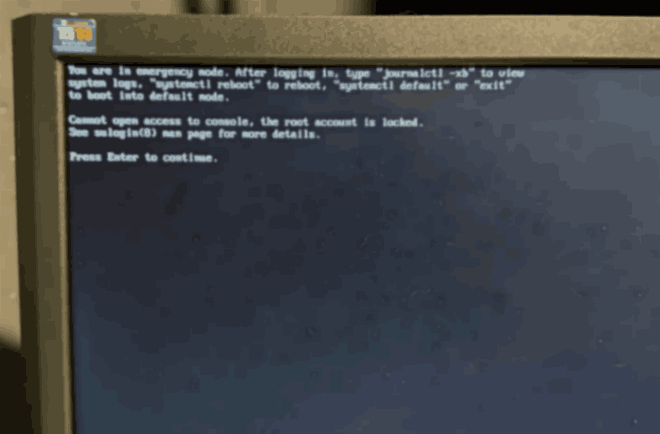 You are in emergency mode. After logging in, type "journalctl -xb" to view
system logs, "systemctl reboot" to reboot, "systemctl default" or "exit"
to boot into default mode.
Cannot open access to console, the root account is locked.
See sulogin(8) man page for more details.
Press Enter to continue.